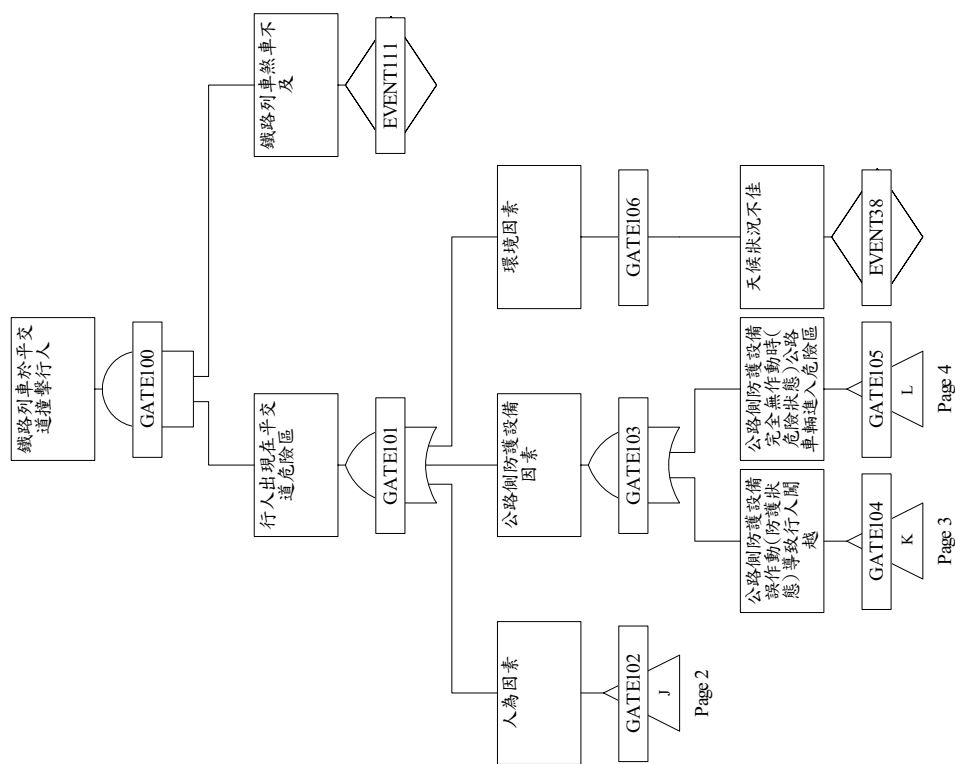 鐵路列車於平交
道撞擊行人
GATE100
行人出現在平交
道危險區
GATE101
鐵路列車煞車不
及
EVENT111
人為因素
GATE102
J
Page 2
公路側防護設備
因素
GATE103
環境因素
GATE106
公路側防護設備
誤作動(防護狀
態)導致行人闖
越
GATE104
K
Page 3
公路側防護設備
完全無作動時(
危險狀態)公路
車輛進入危險區
GATE105
L
Page 4
天候狀況不佳
EVENT38